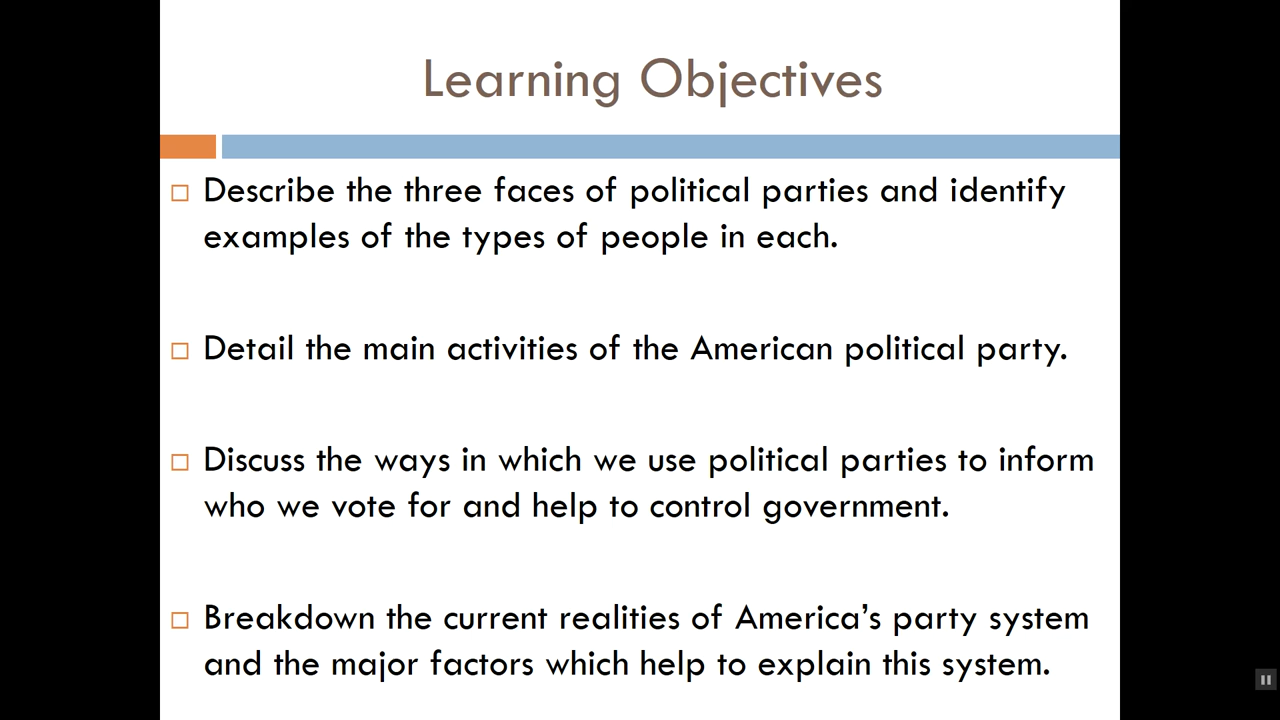 Learning Objectives
Describe the three faces of political parties and identify
examples of the types of people in each.
Detail the main activities of the American political party.
Discuss the ways in which we use political parties to inform
who we vote for and help to control government.
Breakdown the current realities of America’s party system
and the major factors which help to explain this system.